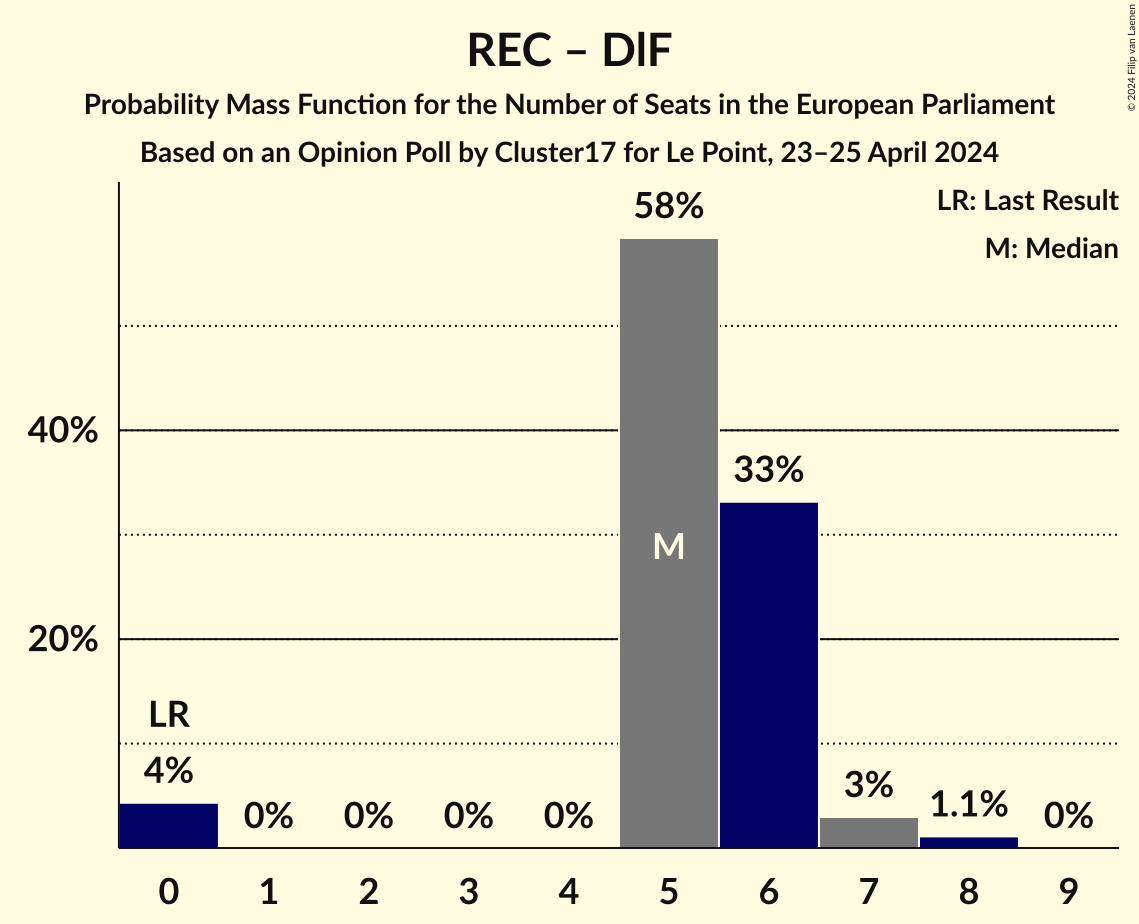 REC – DlF
Probability Mass Function for the Number of Seats in the European Parliament
Based on an Opinion Poll by Cluster17 for Le Point, 23–25 April 2024
© 2024 Filip van Laenen
LR: Last Result
M: Median
58%
40%
33%
M
20%
LR
4%
0%
0%
0%
0%
3%
1.1%
0%
0
1
2
3
4
5
6
7
8
9